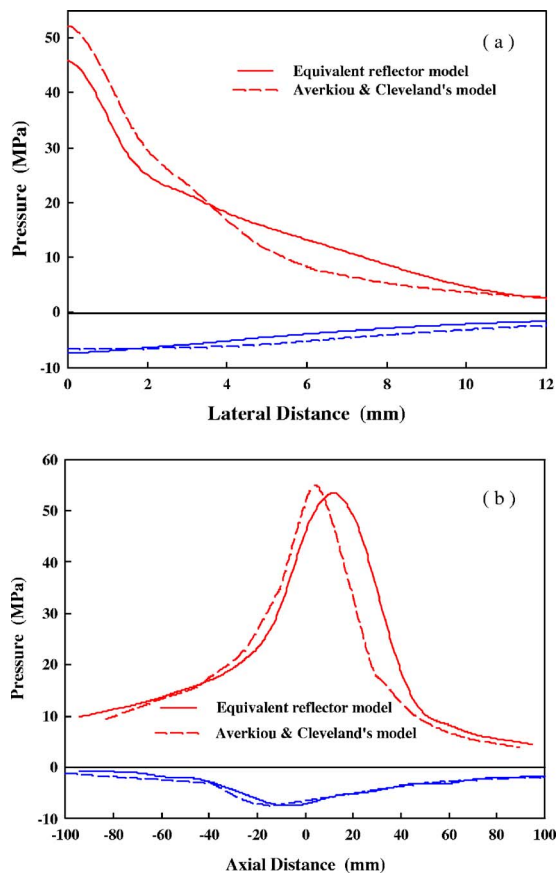 50
40
30
20
10
0
-10
Pressure (MPa)
( a )
Equivalent reflector model
Averkiou & Cleveland's model
0 2 4 6 8 10 12
Lateral Distance (mm)
60
50
40
30
20
10
0
-10
Pressure (MPa)
( b )
Equivalent reflector model
Averkiou & Cleveland's model
-100 -80 -60 -40 -20 0 20 40 60 80 100
Axial Distance (mm)